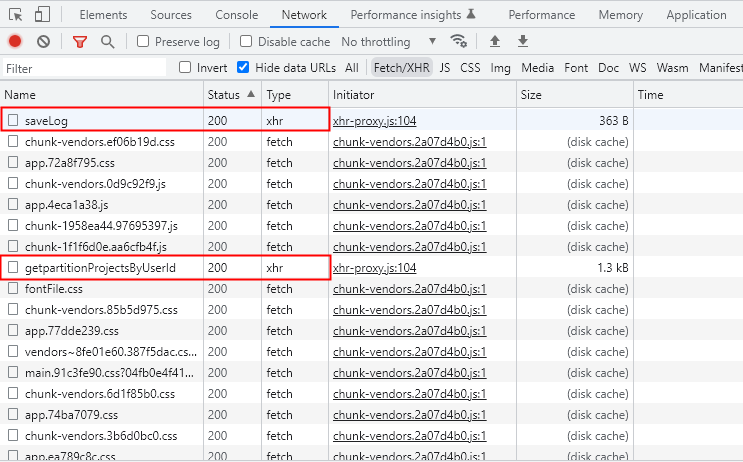 Elements Sources Console Network Performance insights Performance Memory Application
Preserve log Disable cache No throttling
Filter Invert Hide data URLs All Fetch/XHR JS CSS Img Media Font Doc WS Wasm Manifest
Name Status Type Initiator Size Time
saveLog 200 xhr xhr-proxy.js:104 363 B
chunk-vendors.ef06b19d.css 200 fetch chunk-vendors.2a07d4b0.js:1 (disk cache)
app.72a8f795.css 200 fetch chunk-vendors.2a07d4b0.js:1 (disk cache)
chunk-vendors.0d9c92f9.js 200 fetch chunk-vendors.2a07d4b0.js:1 (disk cache)
app.4eca1a38.js 200 fetch chunk-vendors.2a07d4b0.js:1 (disk cache)
chunk-1958ea44.97695397.js 200 fetch chunk-vendors.2a07d4b0.js:1 (disk cache)
chunk-1f1f6d0e.aa6cfb4f.js 200 fetch chunk-vendors.2a07d4b0.js:1 (disk cache)
getpartitionProjectsByUserId 200 xhr xhr-proxy.js:104 1.3 kB
fontFile.css 200 fetch chunk-vendors.2a07d4b0.js:1 (disk cache)
chunk-vendors.85b5d975.css 200 fetch chunk-vendors.2a07d4b0.js:1 (disk cache)
app.77dde239.css 200 fetch chunk-vendors.2a07d4b0.js:1 (disk cache)
vendors~8fe01e60.387f5dac.cs... 200 fetch chunk-vendors.2a07d4b0.js:1 (disk cache)
main.91c3fe90.css?04fb0e4f41... 200 fetch chunk-vendors.2a07d4b0.js:1 (disk cache)
chunk-vendors.6d1f85b0.css 200 fetch chunk-vendors.2a07d4b0.js:1 (disk cache)
app.74ba7079.css 200 fetch chunk-vendors.2a07d4b0.js:1 (disk cache)
chunk-vendors.3b6d0bc0.css 200 fetch chunk-vendors.2a07d4b0.js:1 (disk cache)
app.ea789c8c.css 200 fetch chunk-vendors.2a07d4b0.js:1 (disk cache)